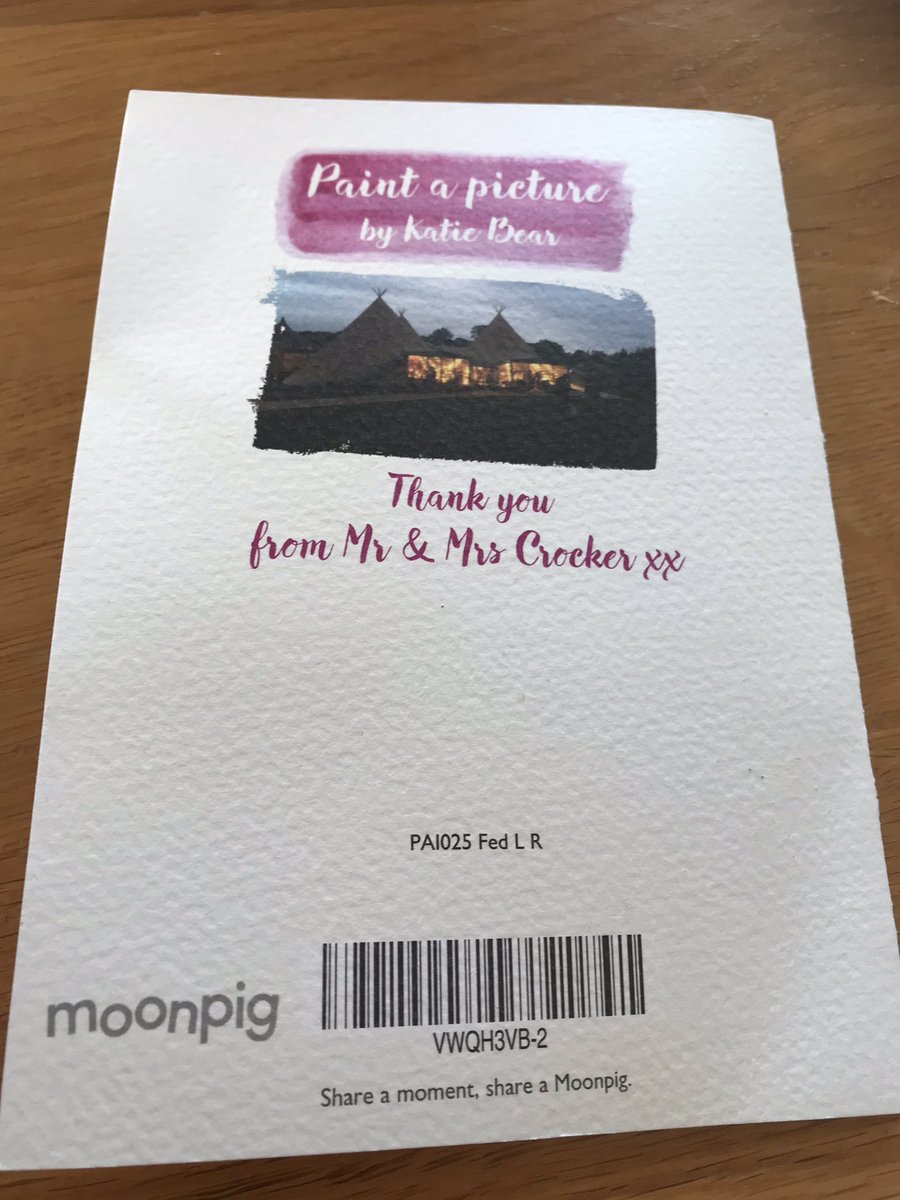 Paint a picture
by Katie Bear
Thank you
from Mr & Mrs Crocker xx
PAI025 Fed L R
moonpig
VWQH3VB-2
Share a moment, share a Moonpig.